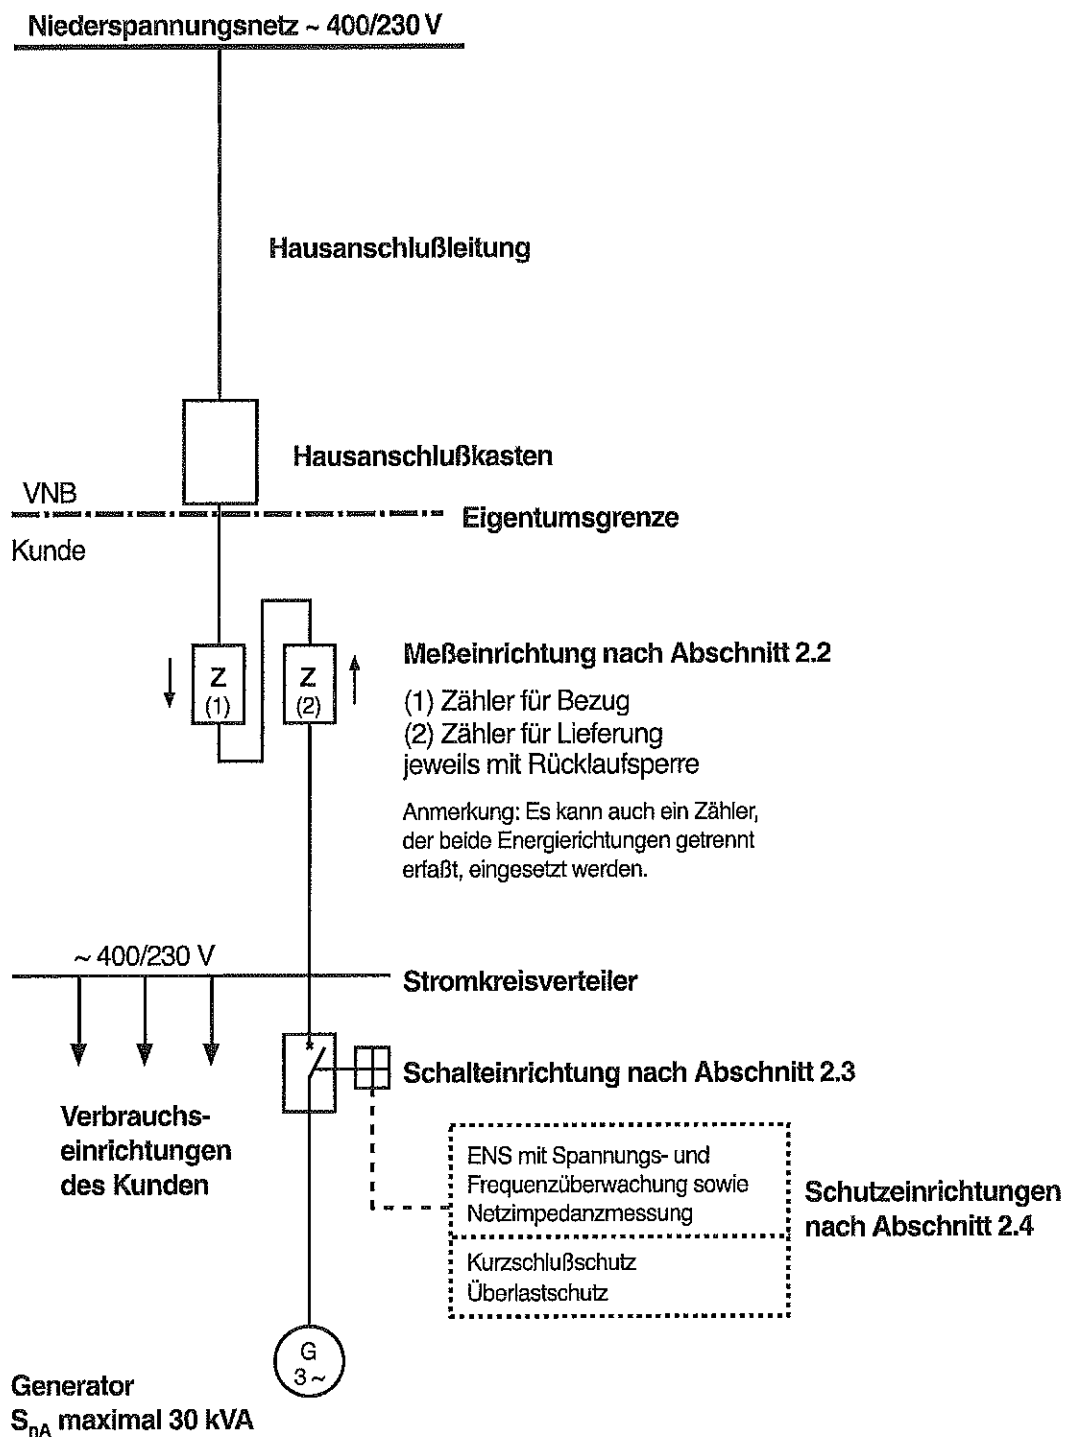 Niederspannungsnetz ~ 400/230 V
Hausanschlußleitung
Hausanschlußkasten
VNB
Eigentumsgrenze
Kunde
Z
(1)
Z
(2)
Meßeinrichtung nach Abschnitt 2.2
(1) Zähler für Bezug
(2) Zähler für Lieferung
jeweils mit Rücklaufsperre
Anmerkung: Es kann auch ein Zähler,
der beide Energierichtungen getrennt
erfaßt, eingesetzt werden.
~ 400/230 V
Stromkreisverteiler
Schalteinrichtung nach Abschnitt 2.3
Verbrauchs-
einrichtungen
des Kunden
ENS mit Spannungs- und
Frequenzüberwachung sowie
Netzimpedanzmessung
Kurzschlußschutz
Überlastschutz
Schutzeinrichtungen
nach Abschnitt 2.4
G
3 ~
Generator
SnA maximal 30 kVA